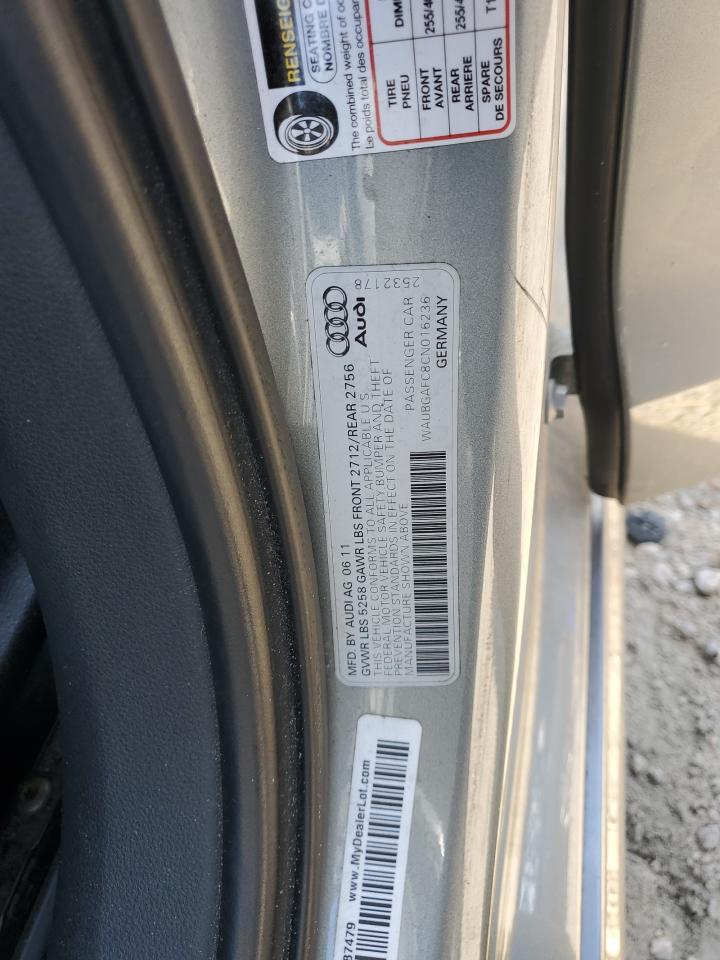 RENSEIG
SEATING C
NOMBRE D
The combined weight of oc
Le poids total des occupar
TIRE
PNEU
DIM
FRONT
AVANT
255/4
REAR
ARRIERE
255/4
SPARE
DE SECOURS
T1
2532178
Audi
MFD. BY AUDI AG 06 11
GVWR LBS 5258 GAWR LBS FRONT 2712/REAR 2756
THIS VEHICLE CONFORMS TO ALL APPLICABLE U S
FEDERAL MOTOR VEHICLE SAFETY BUMPER AND THEFT
PREVENTION STANDARDS IN EFFECT ON THE DATE OF
MANUFACTURE SHOWN ABOVE
PASSENGER CAR
WAUBGAFC8CN016236
GERMANY
www.MyDealerLot.com
87479